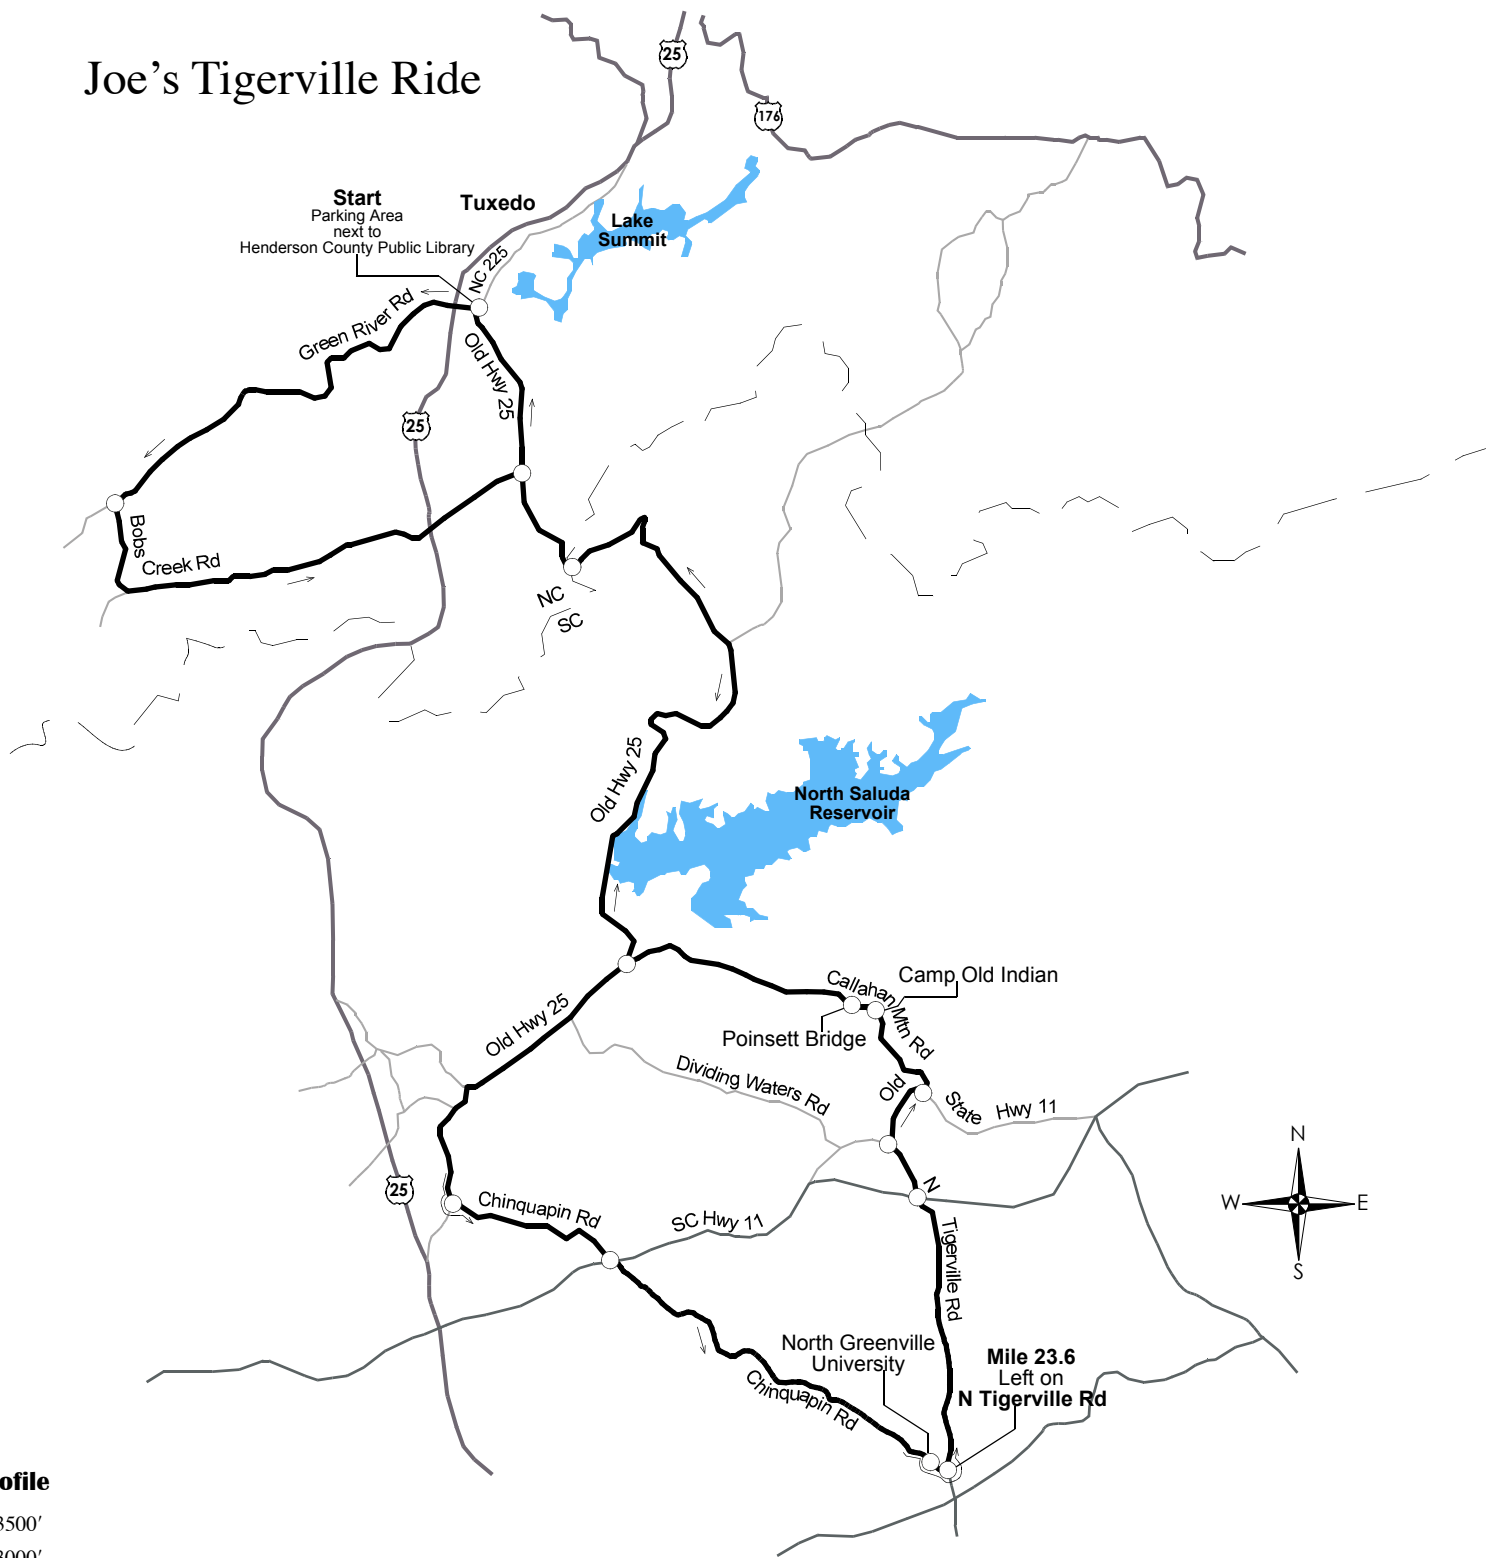 Joe’s Tigerville Ride
25
176
Start
Parking Area
next to
Henderson County Public Library
Tuxedo
Lake
Summit
NC 225
Green River Rd
Old Hwy 25
25
Bobs
Creek Rd
NC
SC
Old Hwy 25
North Saluda
Reservoir
Callahan Mtn Rd
Camp Old Indian
Poinsett Bridge
Old Hwy 25
Dividing Waters Rd
Old
State
Hwy 11
N
25
Chinquapin Rd
SC Hwy 11
N
W
E
S
Tigerville Rd
North Greenville
University
Mile 23.6
Left on
N Tigerville Rd
Chinquapin Rd
ofile
3500′
3000′